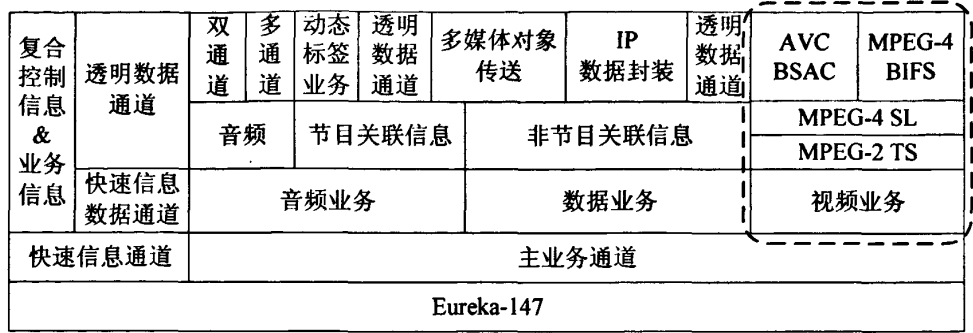 复合
控制
信息
&
业务
信息
透明数据
通道
双
通
道
多
通
道
动态
标签
业务
透明
数据
通道
多媒体对象
传送
IP
数据封装
透明
数据
通道
AVC
BSAC
MPEG-4
BIFS
音频
节目关联信息
非节目关联信息
MPEG-4 SL
MPEG-2 TS
快速信息
数据通道
音频业务
数据业务
视频业务
快速信息通道
主业务通道
Eureka-147